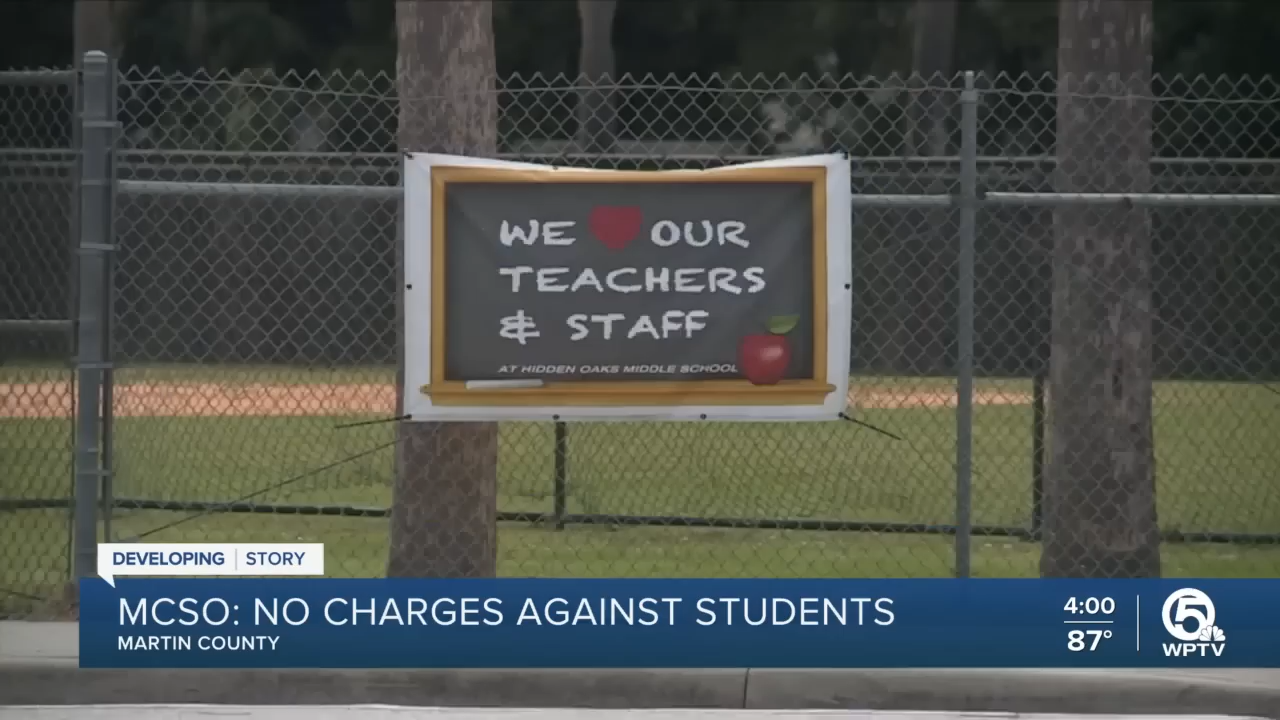 WE OUR
TEACHERS
& STAFF
AT HIDDEN OAKS MIDDLE SCHOOL
DEVELOPING STORY
MCSO: NO CHARGES AGAINST STUDENTS
MARTIN COUNTY
4:00
87°
5
WPTV